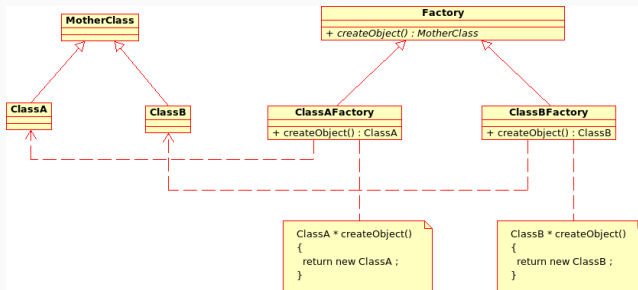 MotherClass
Factory
+ createObject() : MotherClass
ClassA
ClassB
ClassAFactory
+ createObject() : ClassA
ClassBFactory
+ createObject() : ClassB
ClassA * createObject()
{
return new ClassA ;
}
ClassB * createObject()
{
return new ClassB ;
}